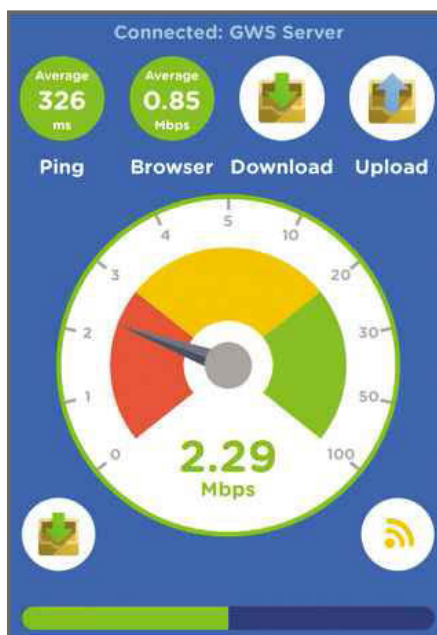 Connected: GWS Server
Average
326
ms
Average
0.85
Mbps
Ping
Browser
Download
Upload
0
1
2
3
4
5
10
20
30
50
100
2.29
Mbps